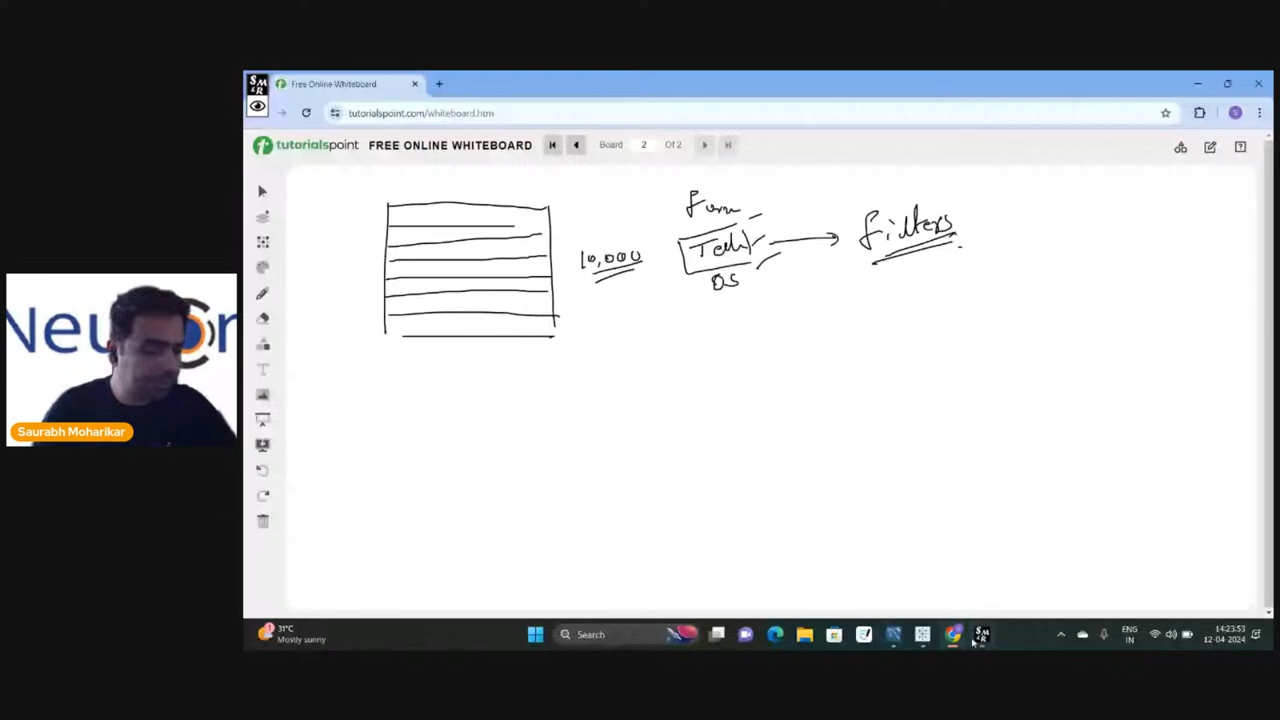 Free Online Whiteboard
tutorialspoint.com/whiteboard.htm
S
tutorialspoint FREE ONLINE WHITEBOARD Board 2 Of 2
Form
10,000 Tech Filters
OS
Saurabh Moharikar
31°C
Mostly sunny
Search
ENG
IN
14:23:53
12-04-2024